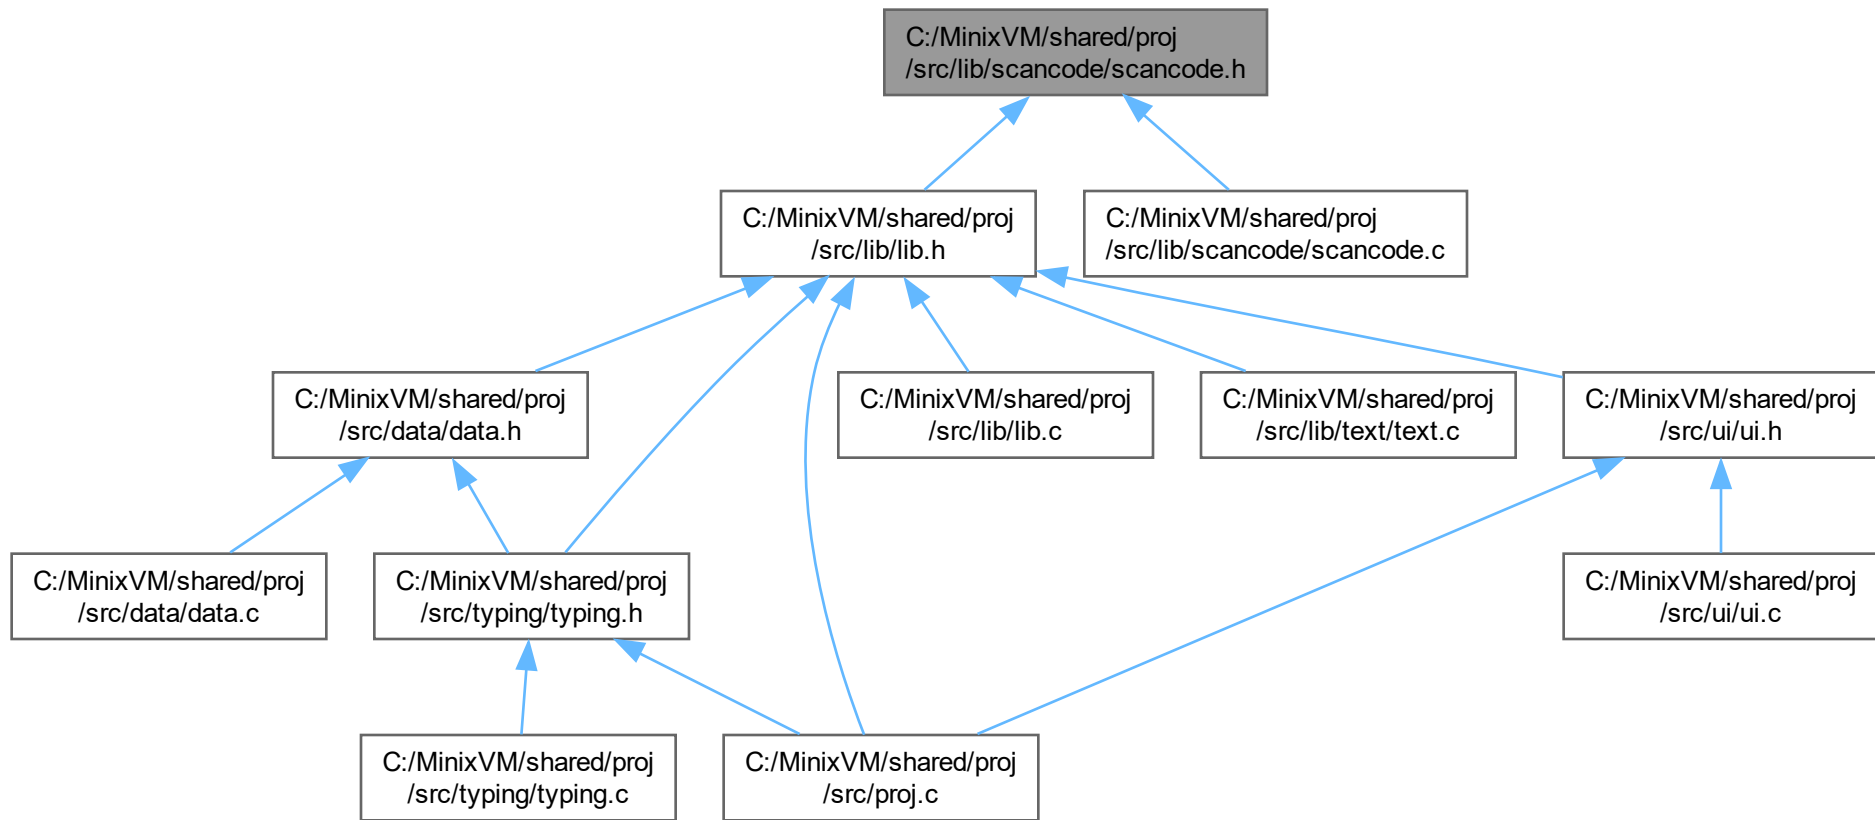 C:/MinixVM/shared/proj
/src/lib/scancode/scancode.h
C:/MinixVM/shared/proj
/src/lib/lib.h
C:/MinixVM/shared/proj
/src/lib/scancode/scancode.c
C:/MinixVM/shared/proj
/src/data/data.h
C:/MinixVM/shared/proj
/src/lib/lib.c
C:/MinixVM/shared/proj
/src/lib/text/text.c
C:/MinixVM/shared/proj
/src/ui/ui.h
C:/MinixVM/shared/proj
/src/data/data.c
C:/MinixVM/shared/proj
/src/typing/typing.h
C:/MinixVM/shared/proj
/src/ui/ui.c
C:/MinixVM/shared/proj
/src/typing/typing.c
C:/MinixVM/shared/proj
/src/proj.c